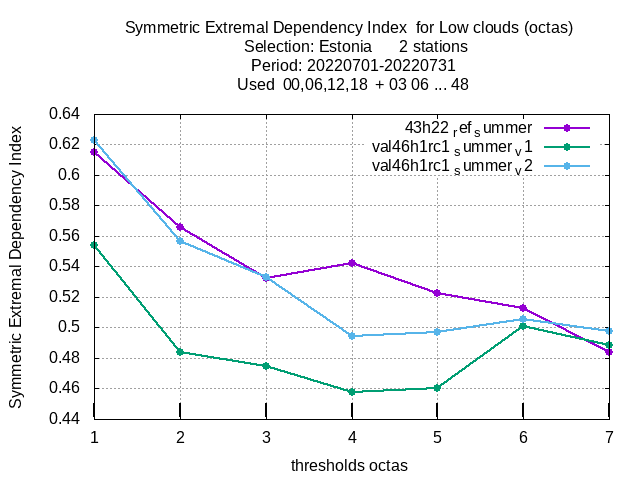 Symmetric Extremal Dependency Index  for Low clouds (octas)
Selection: Estonia      2 stations
Period: 20220701-20220731
Used  00,06,12,18  + 03 06 ... 48
Symmetric Extremal Dependency Index
0.64
0.62
0.6
0.58
0.56
0.54
0.52
0.5
0.48
0.46
0.44
43h22 ref summer
val46h1rc1 summer v1
val46h1rc1 summer v2
1 2 3 4 5 6 7
thresholds octas